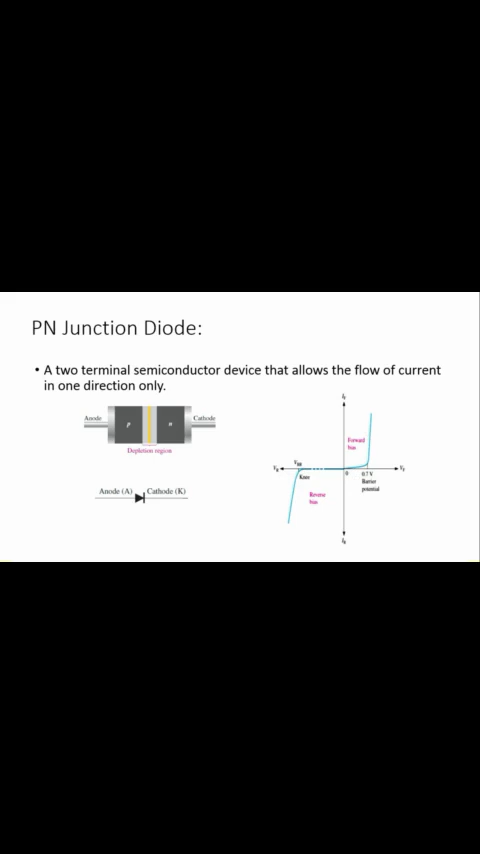 PN Junction Diode:
• A two terminal semiconductor device that allows the flow of current
in one direction only.
Anode
Cathode
p
n
Depletion region
Anode (A)
Cathode (K)
Forward
bias
0
0.7 V
Barrier
potential
Knee
Reverse
bias